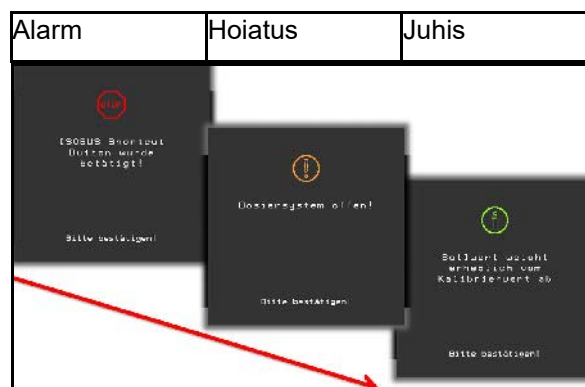 Alarm
Hoiatus
Juhis
STOP
ISOBUS Shortcut
Button wurde
betätigt!
Bitte bestätigen!
Dosiersystem offen!
Bitte bestätigen!
Sollwert weicht
erheblich vom
Kalibrierwert ab
Bitte bestätigen!